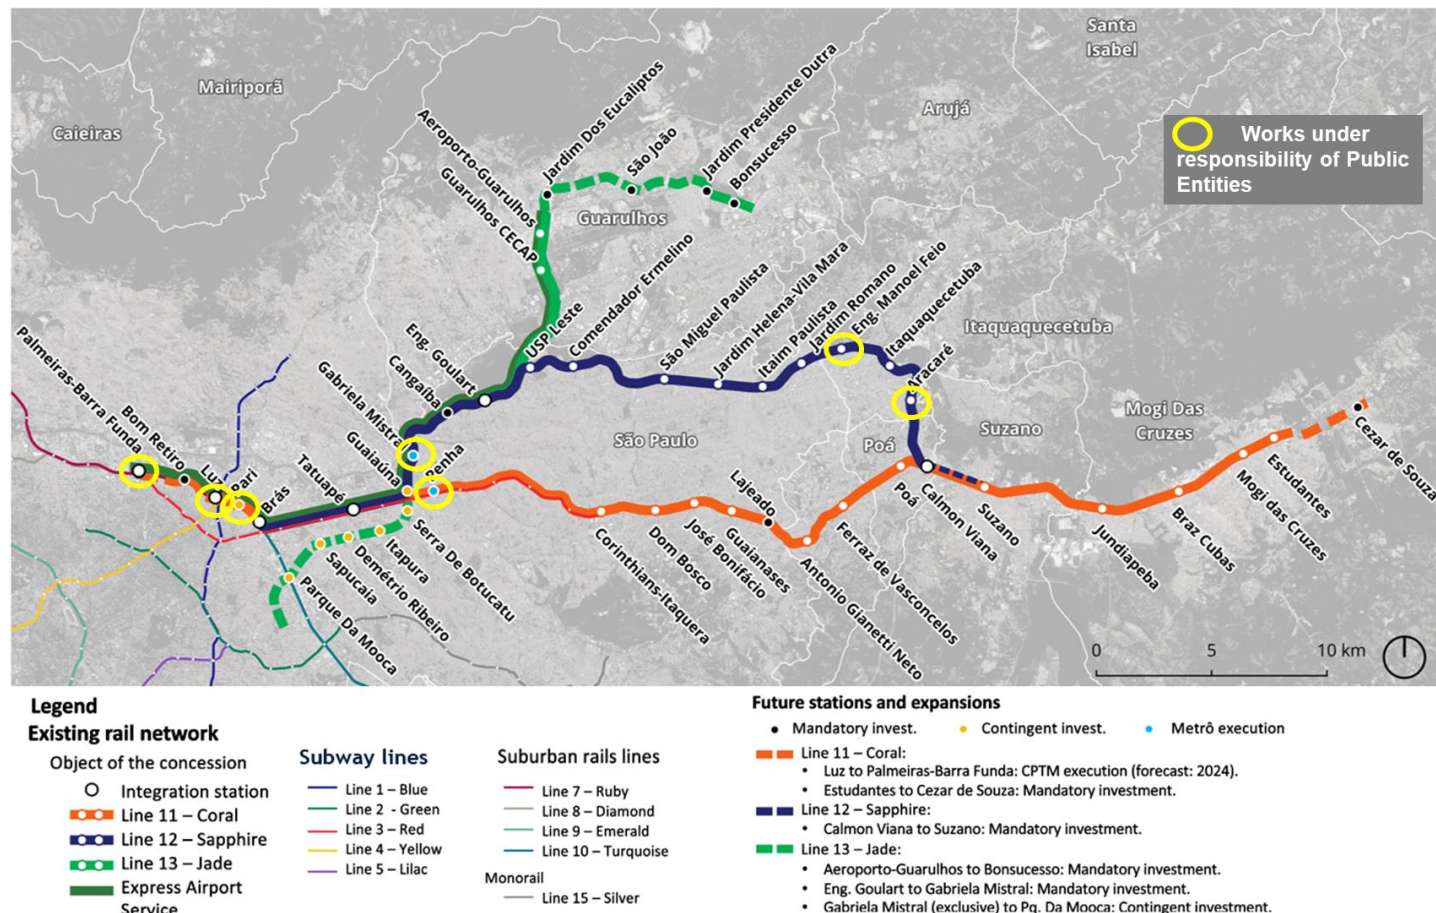 Santa
Isabel
Mairiporã
Caieiras
Arujá
Works under
responsibility of Public
Entities
Jardim Dos Eucaliptos
São João
Jardim Presidente Dutra
Bonsucesso
Aeroporto-Guarulhos
Guarulhos CECAP
Guarulhos
Comendador Ermelino
USP Leste
São Miguel Paulista
Jardim Helena-Vila Mara
Itaim Paulista
Jardim Romano
Eng. Manoel Feio
Itaquaquecetuba
Itaquaquecetuba
Aracaré
Eng. Goulart
Cangaíba
Gabriela Mistral
Guaiaúna
Penha
Palmeiras-Barra Funda
Bom Retiro
Luz
Pari
Brás
Tatuapé
São Paulo
Poá
Suzano
Mogi Das
Cruzes
Lajeado
Cezar de Souza
Estudantes
Mogi das Cruzes
Braz Cubas
Jundiapeba
Suzano
Calmon Viana
Poá
Ferraz de Vasconcelos
Antonio Gianetti Neto
Guaianases
José Bonifácio
Dom Bosco
Corinthians-Itaquera
Serra De Botucatu
Itapura
Demétrio Ribeiro
Sapucaia
Parque Da Mooca
0 5 10 km
Legend
Existing rail network
Object of the concession
Integration station
Line 11 – Coral
Line 12 – Sapphire
Line 13 – Jade
Express Airport
Service
Subway lines
Line 1 – Blue
Line 2 - Green
Line 3 – Red
Line 4 – Yellow
Line 5 – Lilac
Suburban rails lines
Line 7 – Ruby
Line 8 – Diamond
Line 9 – Emerald
Line 10 – Turquoise
Monorail
Line 15 – Silver
Future stations and expansions
Mandatory invest. Contingent invest. Metrô execution
Line 11 – Coral:
• Luz to Palmeiras-Barra Funda: CPTM execution (forecast: 2024).
• Estudantes to Cezar de Souza: Mandatory investment.
Line 12 – Sapphire:
• Calmon Viana to Suzano: Mandatory investment.
Line 13 – Jade:
• Aeroporto-Guarulhos to Bonsucesso: Mandatory investment.
• Eng. Goulart to Gabriela Mistral: Mandatory investment.
• Gabriela Mistral (exclusive) to Pq. Da Mooca: Contingent investment.